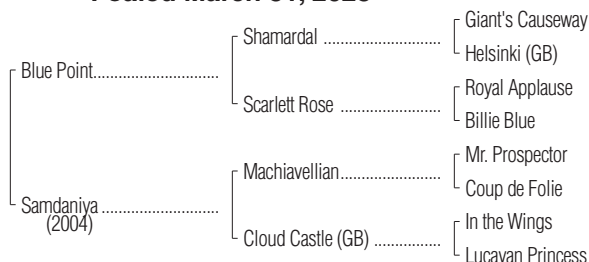 Foaled March 31, 202
Giant's Causeway
Shamardal ............................
Helsinki (GB)
Blue Point..................................
Royal Applause
Scarlett Rose ...........................
Billie Blue
Mr. Prospector
Machiavellian...........................
Coup de Folie
Samdaniya ................................
(2004)
In the Wings
Cloud Castle (GB) ..................
Lucayan Princess